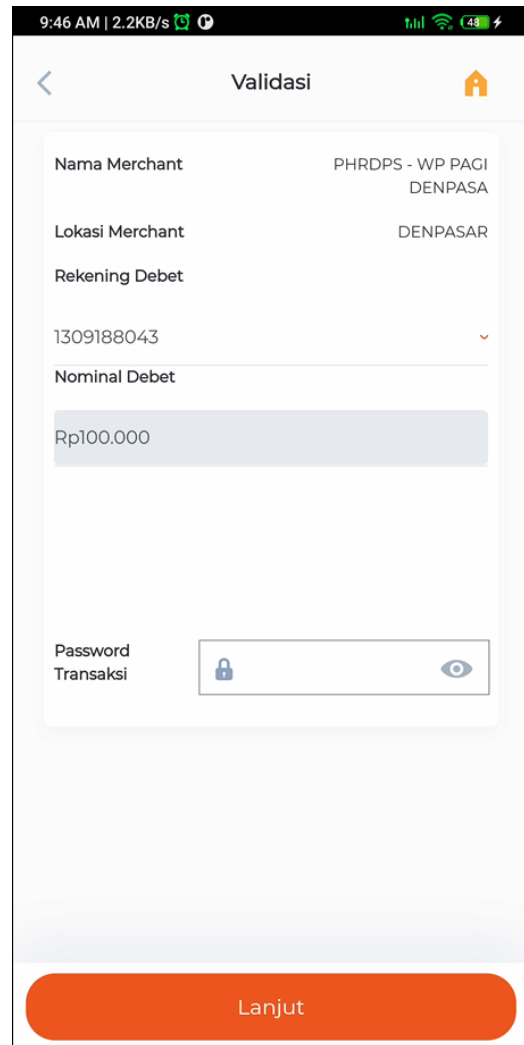 9:46 AM | 2.2KB/s 48
Validasi
Nama Merchant PHRDPS - WP PAGI
DENPASA
Lokasi Merchant DENPASAR
Rekening Debet
1309188043
Nominal Debet
Rp100.000
Password
Transaksi
Lanjut